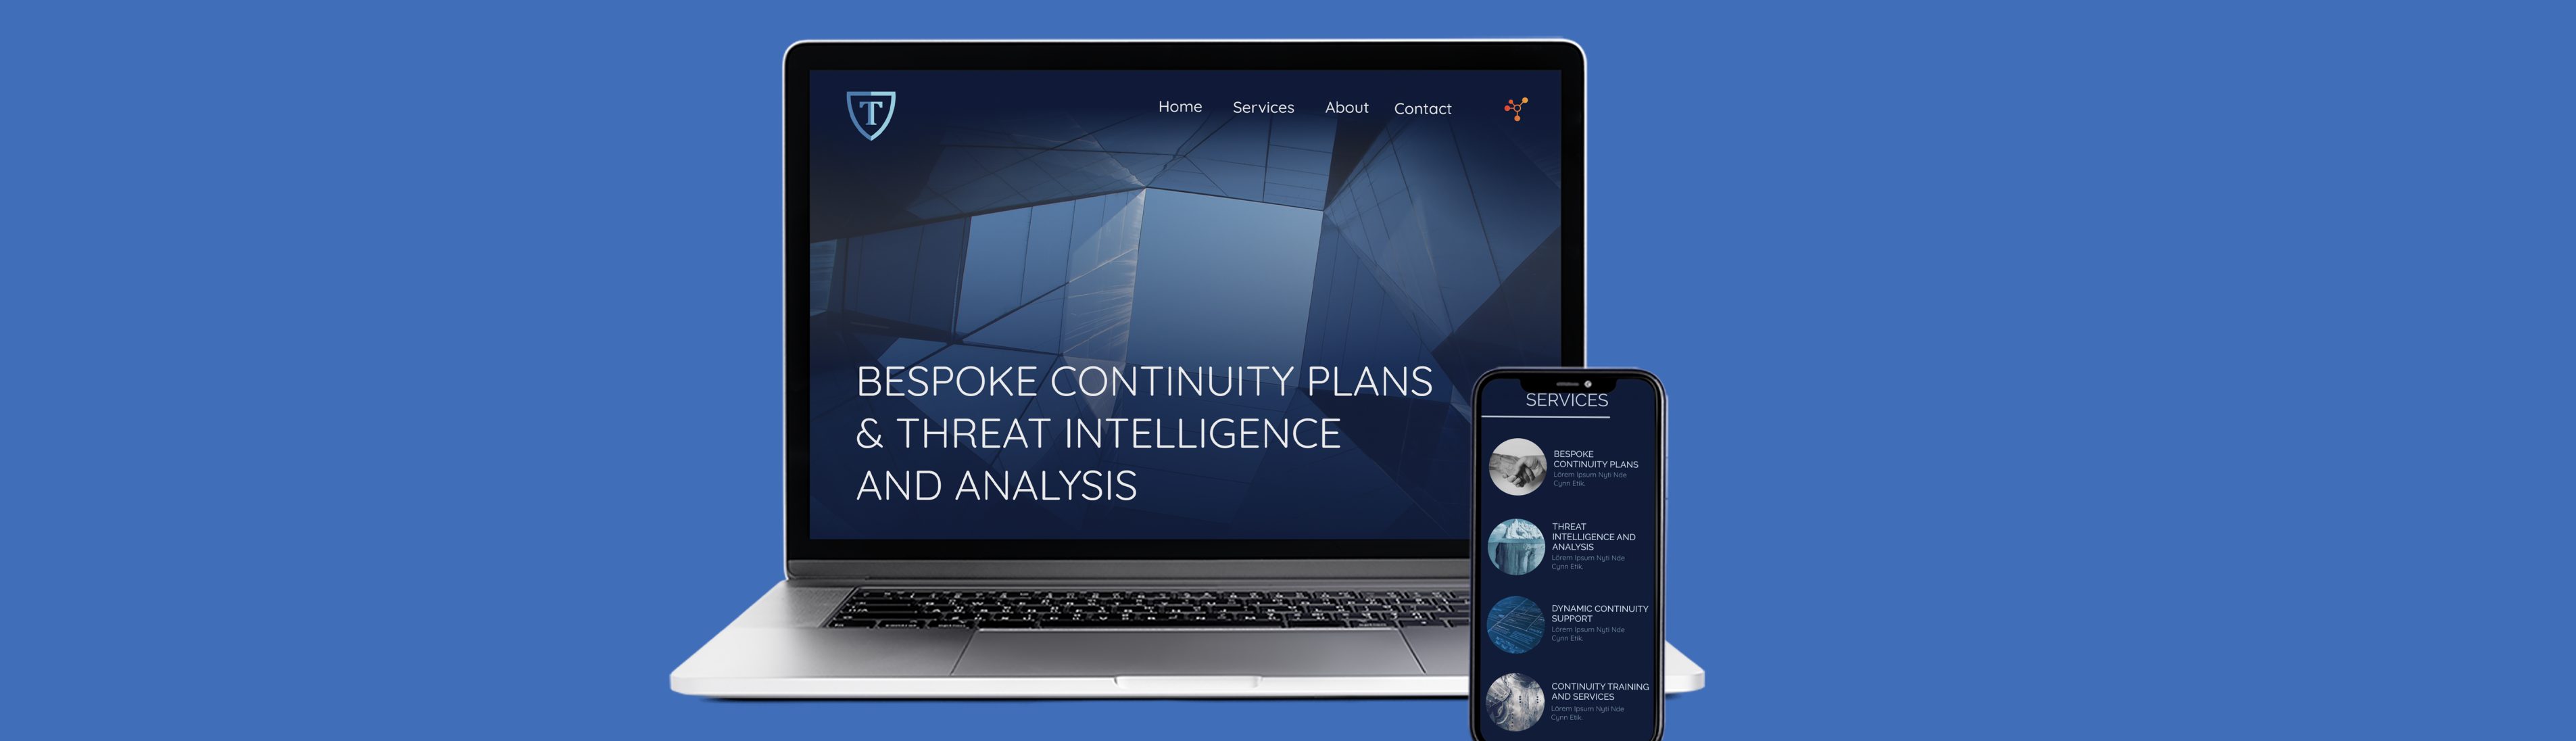 T
Home Services About Contact
BESPOKE CONTINUITY PLANS
& THREAT INTELLIGENCE
AND ANALYSIS
SERVICES
BESPOKE
CONTINUITY PLANS
Lorem Ipsum Nyti Nde
Cynn Etik.
THREAT
INTELLIGENCE AND
ANALYSIS
Lorem Ipsum Nyti Nde
Cynn Etik.
DYNAMIC CONTINUITY
SUPPORT
Lorem Ipsum Nyti Nde
Cynn Etik.
CONTINUITY TRAINING
AND SERVICES
Lorem Ipsum Nyti Nde
Cynn Etik.